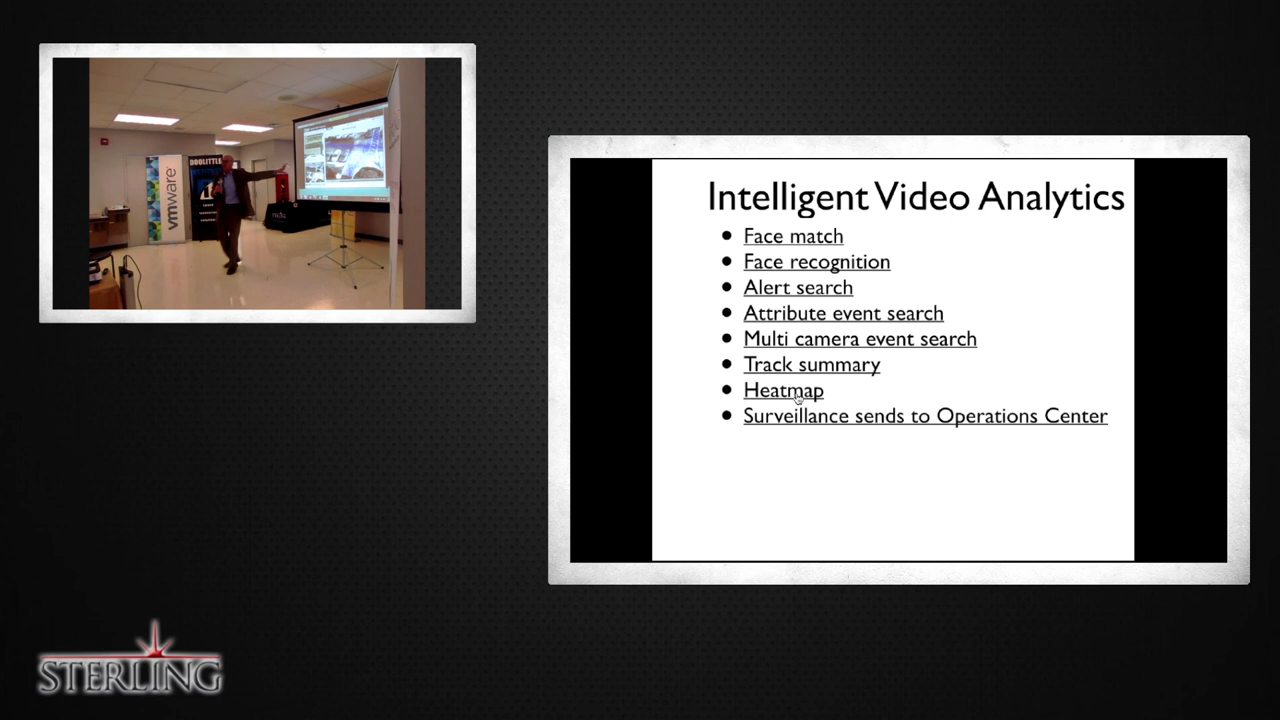 vmware
DOOLITTLE
Intelligent Video Analytics
Face match
Face recognition
Alert search
Attribute event search
Multi camera event search
Track summary
Heatmap
Surveillance sends to Operations Center
STERLING